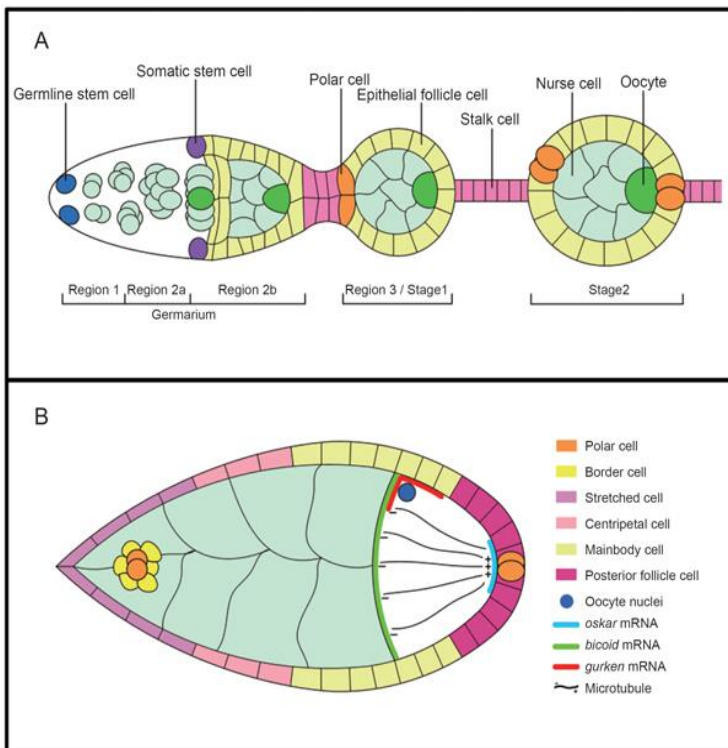 A
Somatic stem cell
Germline stem cell
Polar cell
Epithelial follicle cell
Stalk cell
Nurse cell
Oocyte
Region 1
Region 2a
Region 2b
Region 3 / Stage1
Stage2
Germarium
B
Polar cell
Border cell
Stretched cell
Centripetal cell
Mainbody cell
Posterior follicle cell
Oocyte nuclei
oskar mRNA
bicoid mRNA
gurken mRNA
Microtubule